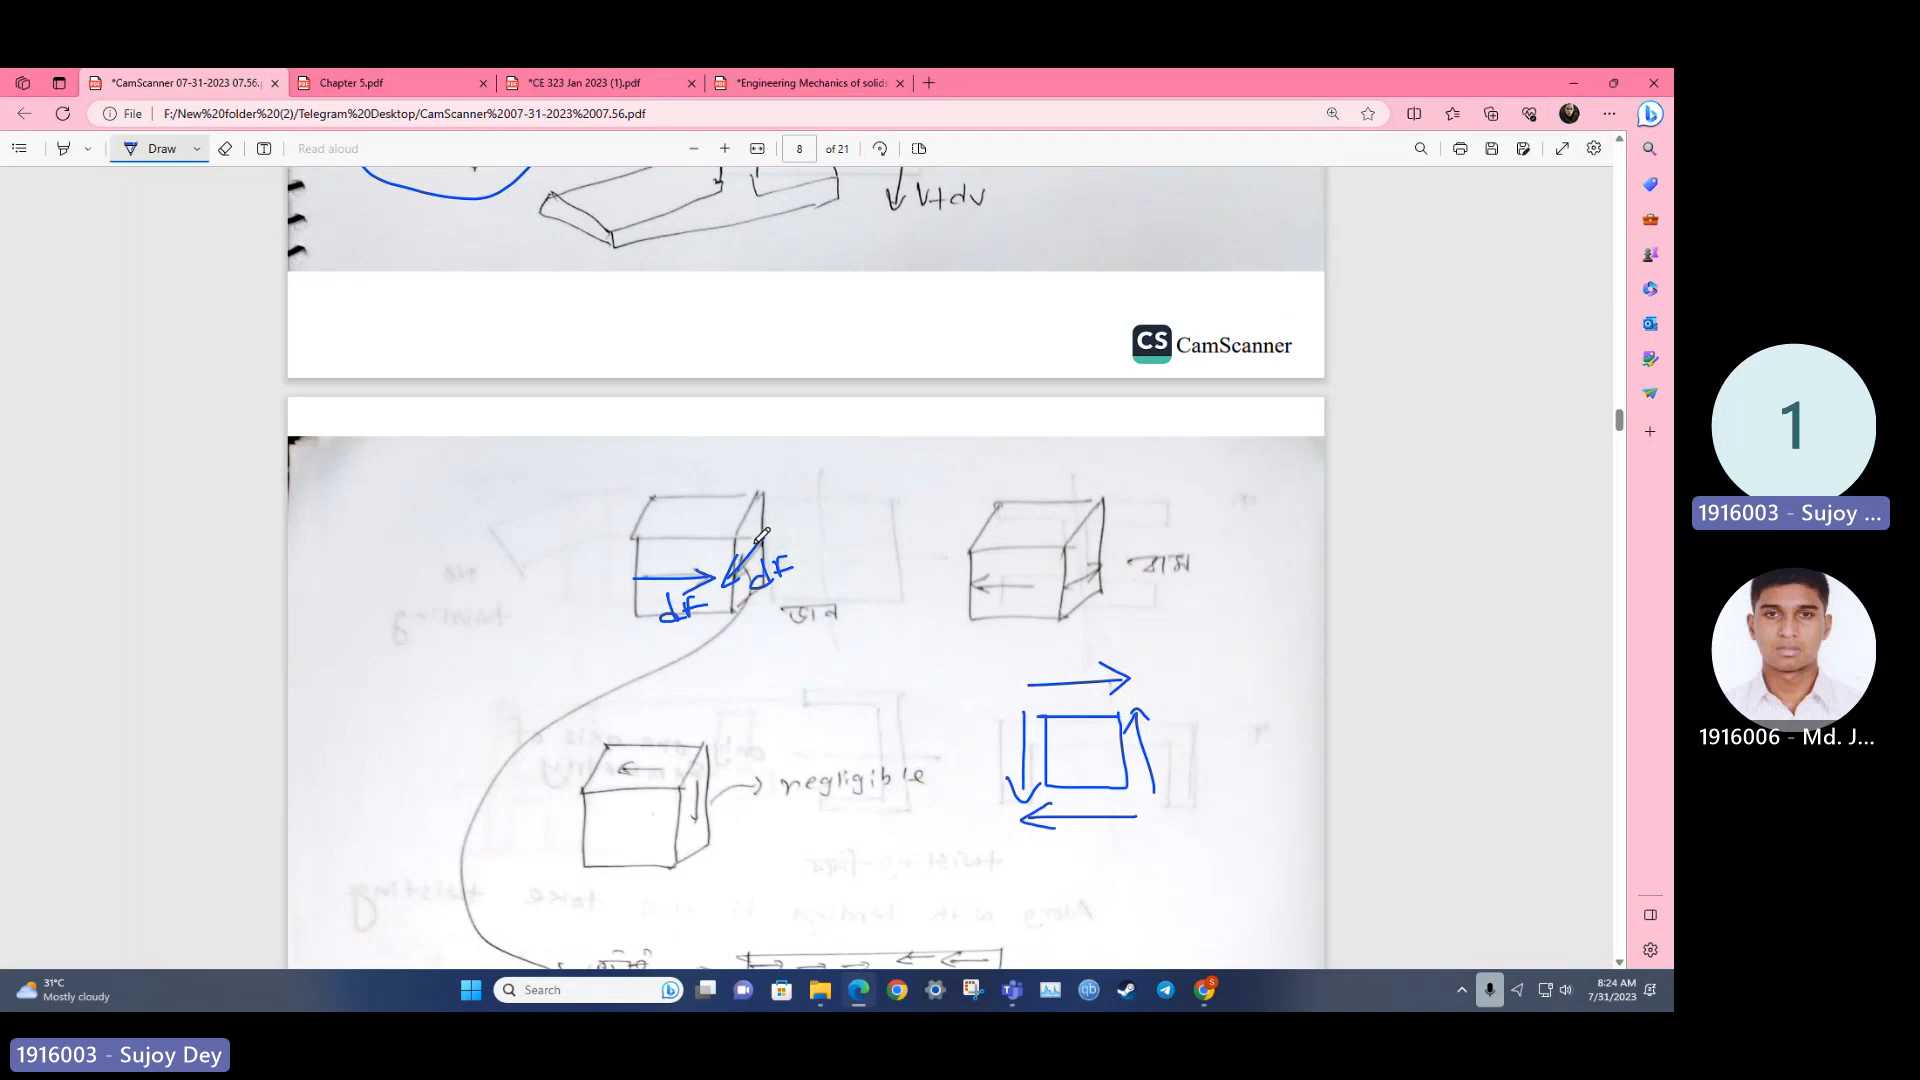 *CamScanner 07-31-2023 07.56.p
Chapter 5.pdf
*CE 323 Jan 2023 (1).pdf
*Engineering Mechanics of solids.
File
F:/New%20folder%20(2)/Telegram%20Desktop/CamScanner%2007-31-2023%2007.56.pdf
Draw
Read aloud
8
of 21
V+dv
CS CamScanner
dF
dF
ডান
বাম
negligible
1
1916003 - Sujoy ...
1916006 - Md. J...
31°C
Mostly cloudy
Search
8:24 AM
7/31/2023
1916003 - Sujoy Dey